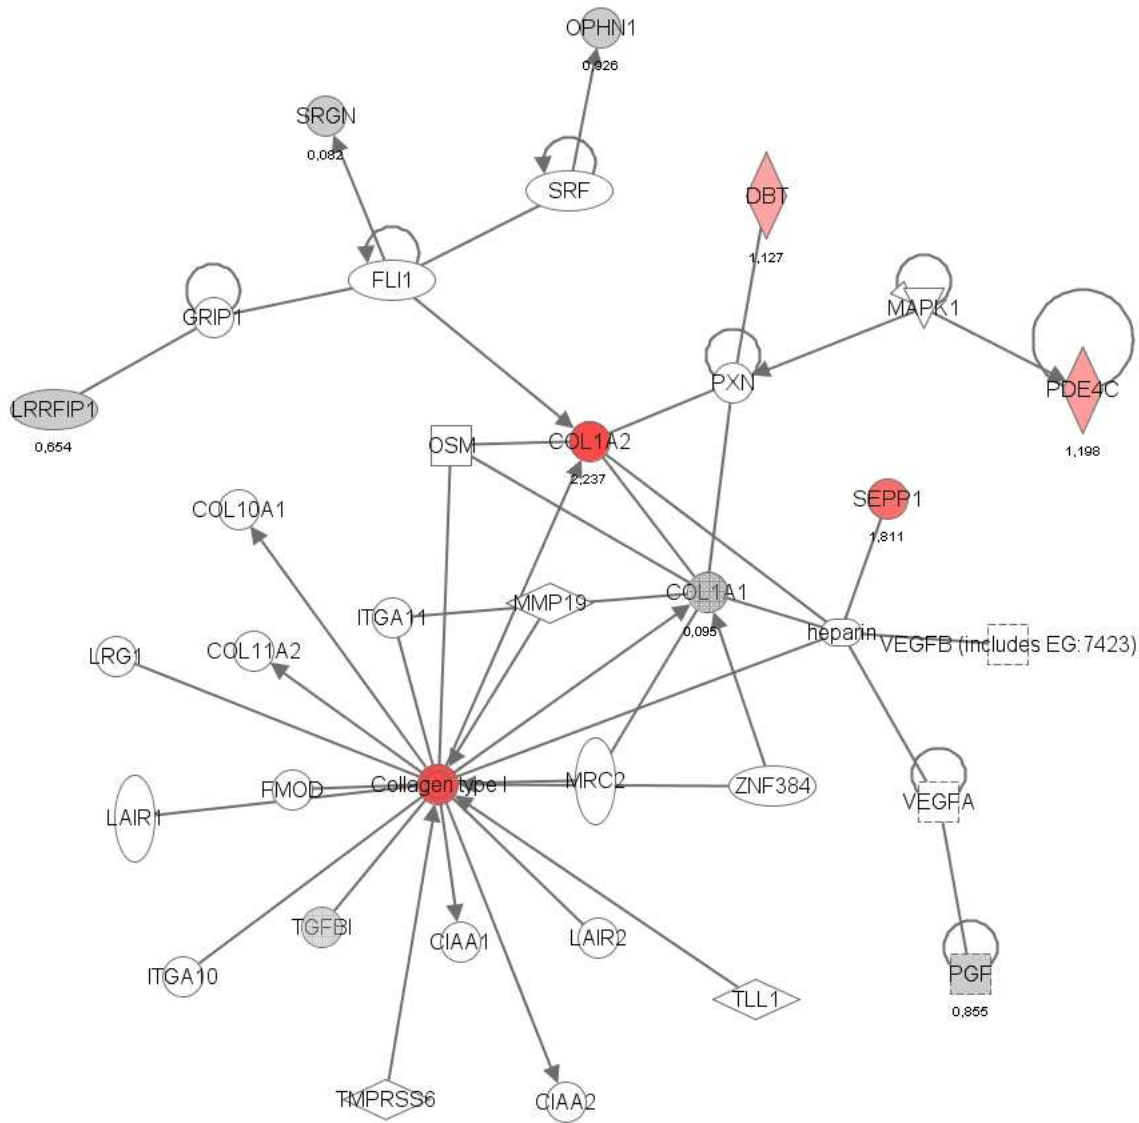 OPHN1
0,926
SRGN
0,082
SRF
DBT
1,127
FLI1
GRIP1
MAPK1
PXN
PDE4C
1,198
LRRFIP1
0,654
OSM
COL1A2
2,237
SEPP1
1,811
COL10A1
COL1A1
0,095
MMP19
ITGA11
heparin
VEGFB (includes EG:7423)
LRG1
COL11A2
Collagen type I
FMOD
MRC2
ZNF384
VEGFA
LAIR1
TGFBI
CIAA1
LAIR2
ITGA10
TLL1
PGF
0,855
TMPRSS6
CIAA2